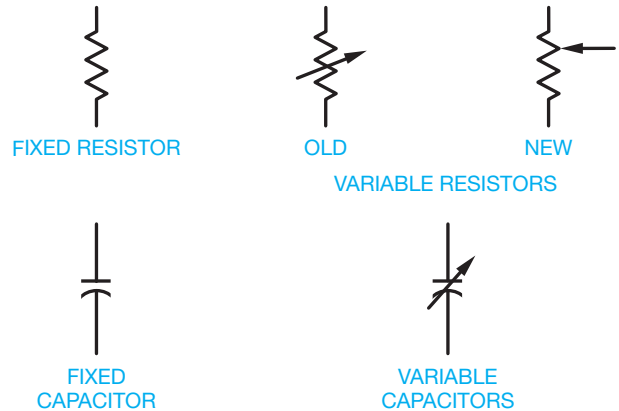 FIXED RESISTOR
OLD
NEW
VARIABLE RESISTORS
FIXED
CAPACITOR
VARIABLE
CAPACITORS